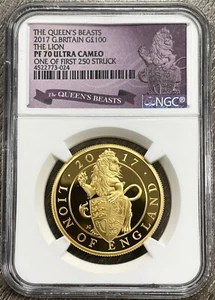 THE QUEEN'S BEASTS
2017 G.BRITAIN G£100
THE LION
PF 70 ULTRA CAMEO
ONE OF FIRST 250 STRUCK
4522773-024
The QUEEN'S BEASTS
NGC
2017
LION OF ENGLAND